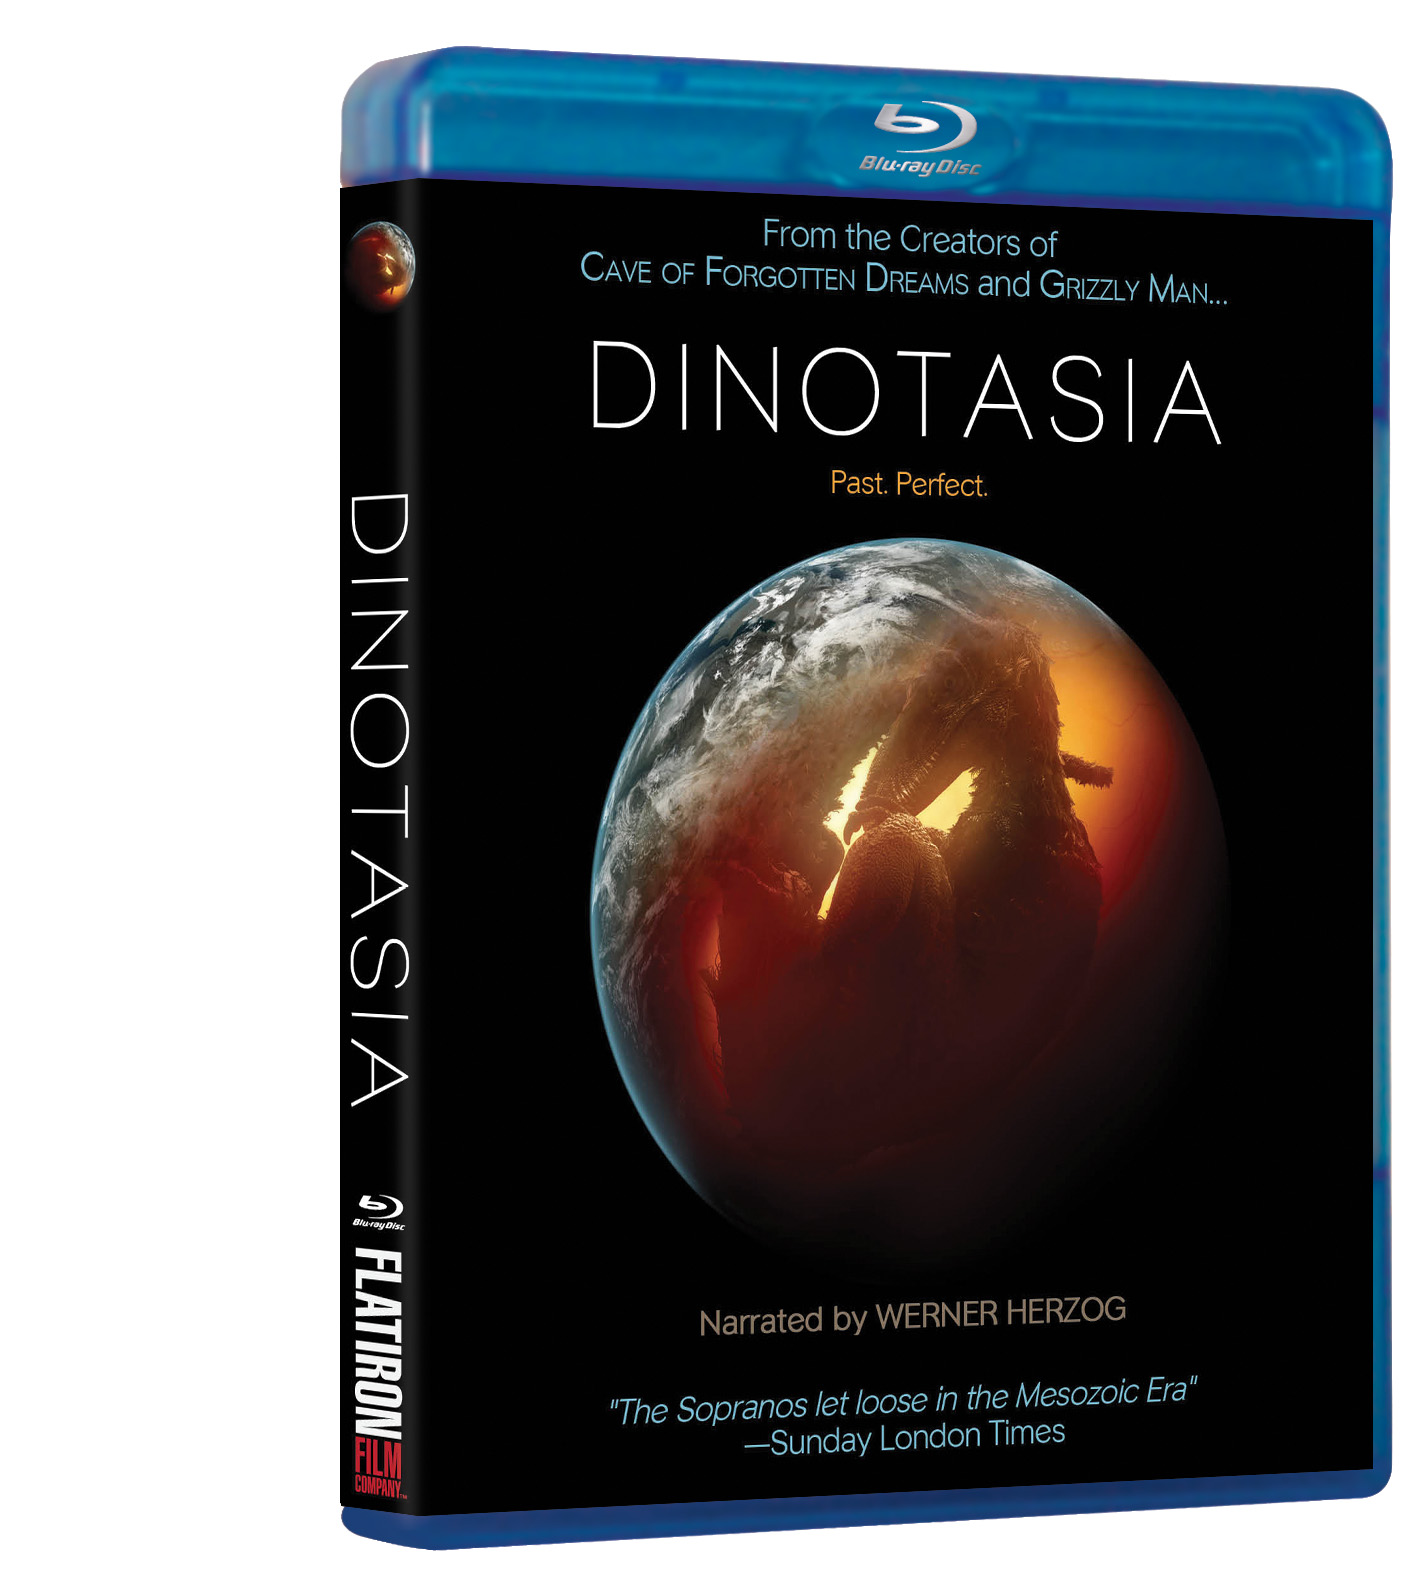 Blu-ray Disc
From the Creators of
CAVE OF FORGOTTEN DREAMS and GRIZZLY MAN...
DINOTASIA
Past. Perfect.
Narrated by WERNER HERZOG
"The Sopranos let loose in the Mesozoic Era"
—Sunday London Times
DINOTASIA
Blu-ray Disc
FLATIRON
FILM
COMPANY™